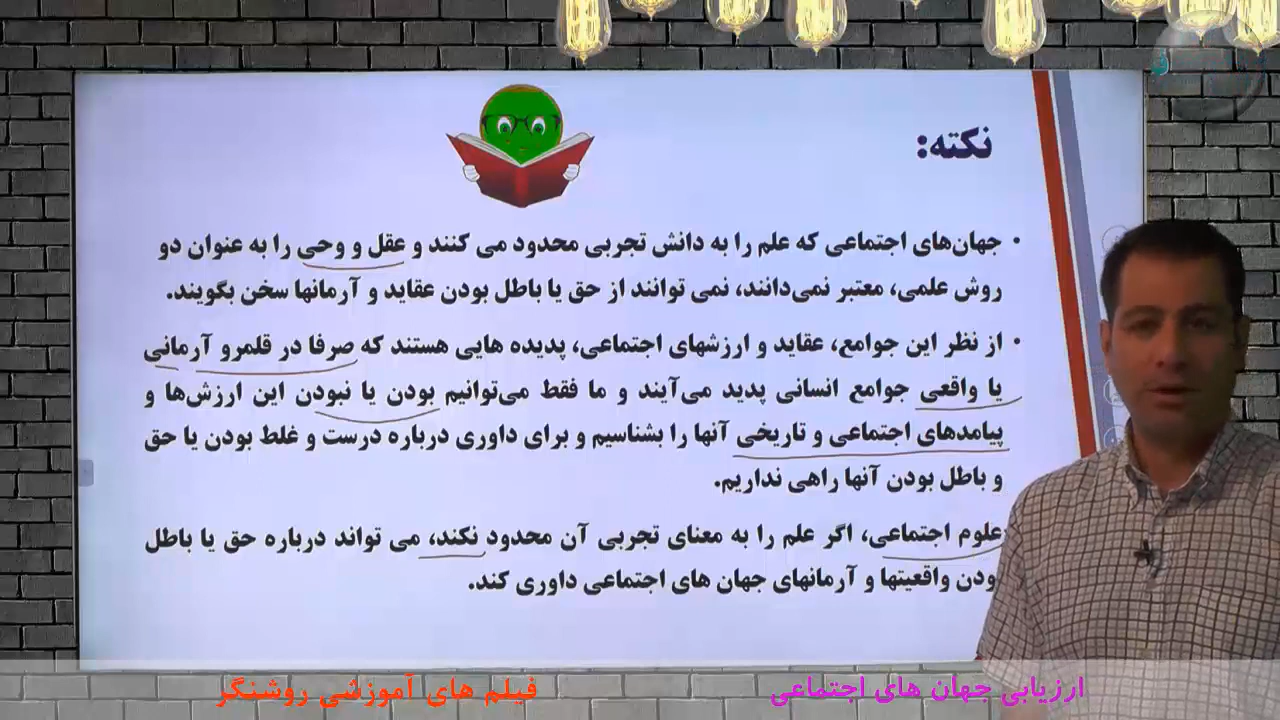 نکته:
• جهان‌های اجتماعی که علم را به دانش تجربی محدود می کنند و عقل و وحی را به عنوان دو
روش علمی، معتبر نمی‌دانند، نمی توانند از حق یا باطل بودن عقاید و آرمانها سخن بگویند.
• از نظر این جوامع، عقاید و ارزشهای اجتماعی، پدیده هایی هستند که صرفا در قلمرو آرمانی
یا واقعی جوامع انسانی پدید می‌آیند و ما فقط می‌توانیم بودن یا نبودن این ارزش‌ها و
پیامدهای اجتماعی و تاریخی آنها را بشناسیم و برای داوری درباره درست و غلط بودن یا حق
و باطل بودن آنها راهی نداریم.
علوم اجتماعی، اگر علم را به معنای تجربی آن محدود نکند، می تواند درباره حق یا باطل
ودن واقعیتها و آرمانهای جهان های اجتماعی داوری کند.
ارزیابی جهان های اجتماعی
فیلم های آموزشی روشنگر